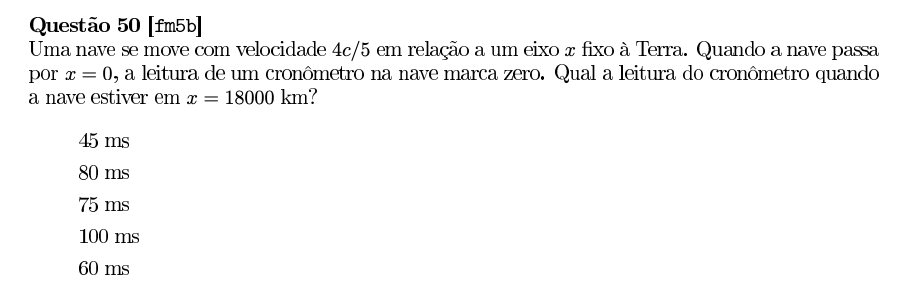 Questão 50 [fm5b]
Uma nave se move com velocidade 4c/5 em relação a um eixo x fixo à Terra. Quando a nave passa
por x = 0, a leitura de um cronômetro na nave marca zero. Qual a leitura do cronômetro quando
a nave estiver em x = 18000 km?
45 ms
80 ms
75 ms
100 ms
60 ms